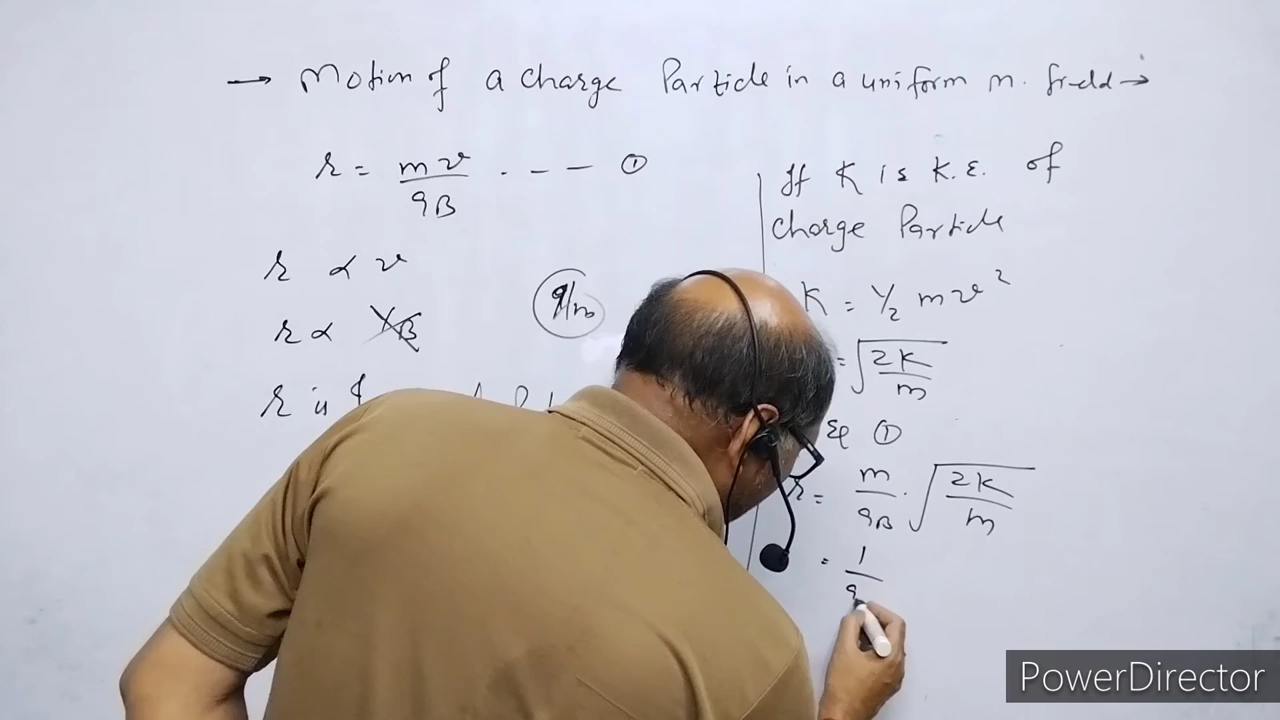 → Motion of a charge Particle in a uniform m. field →
r = mv/qB . - - - ①
r ∝ v
r ∝ 1/B
q/m
r is
If K is K.E. of
charge Particle
K = 1/2 mv²
= √(2K/m)
Eq ①
r = m/qB . √(2K/m)
= 1/q
PowerDirector